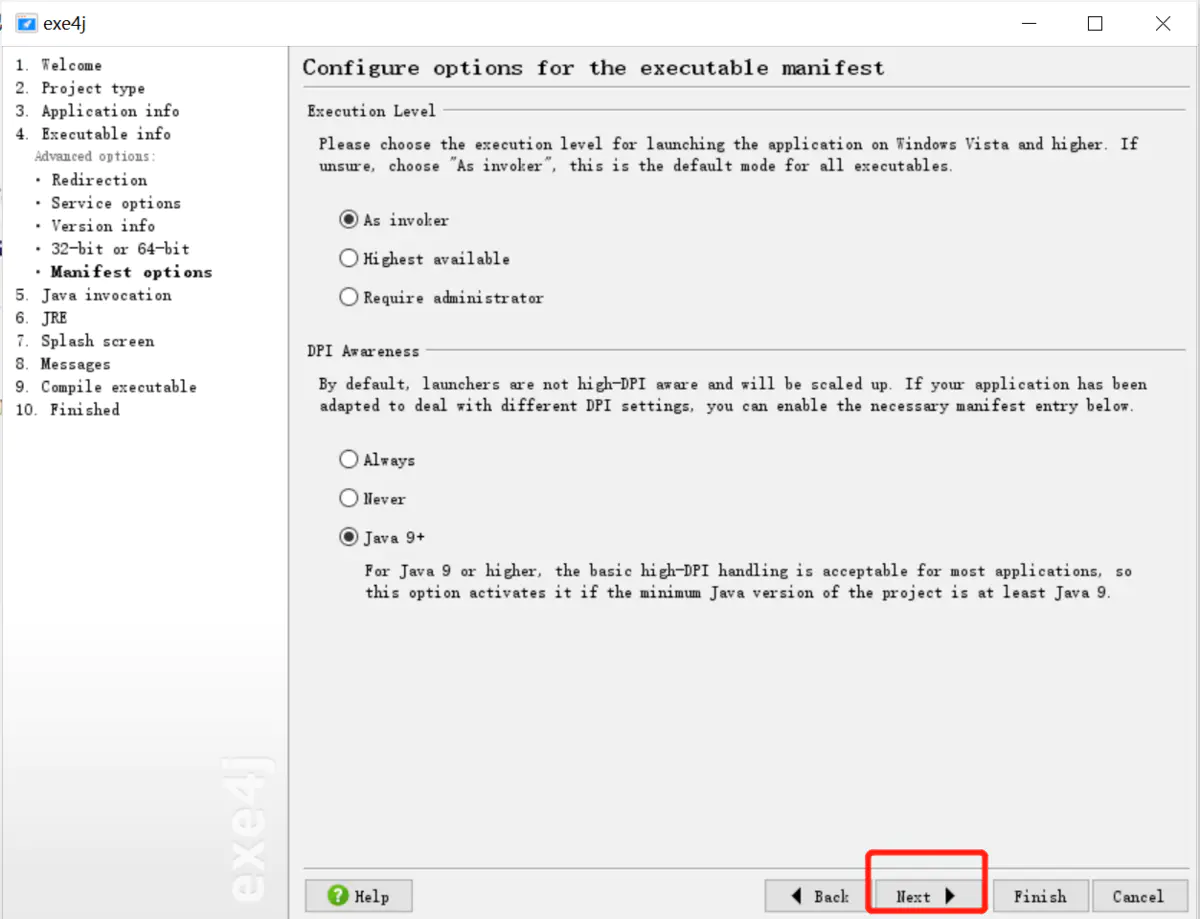 exe4j
1. Welcome
2. Project type
3. Application info
4. Executable info
Advanced options:
· Redirection
· Service options
· Version info
· 32-bit or 64-bit
· Manifest options
5. Java invocation
6. JRE
7. Splash screen
8. Messages
9. Compile executable
10. Finished
exe4j
Configure options for the executable manifest
Execution Level
Please choose the execution level for launching the application on Windows Vista and higher. If
unsure, choose "As invoker", this is the default mode for all executables.
As invoker
Highest available
Require administrator
DPI Awareness
By default, launchers are not high-DPI aware and will be scaled up. If your application has been
adapted to deal with different DPI settings, you can enable the necessary manifest entry below.
Always
Never
Java 9+
For Java 9 or higher, the basic high-DPI handling is acceptable for most applications, so
this option activates it if the minimum Java version of the project is at least Java 9.
? Help
Back
Next
Finish
Cancel